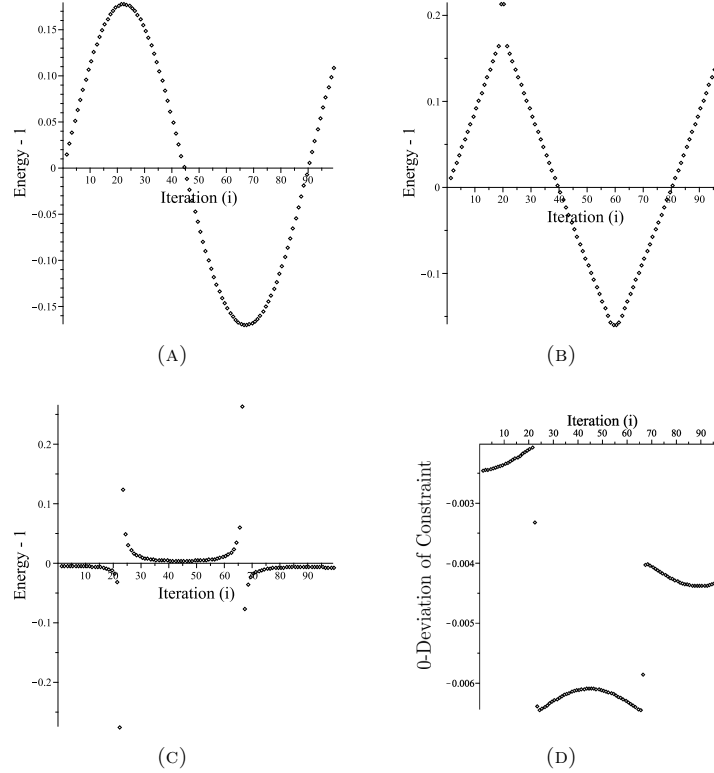 0.15
0.10
0.05
0
-0.05
-0.10
-0.15
10 20 30 40 50 60 70 80 90
Energy - 1
Iteration (i)
(A)
0.2
0.1
0
-0.1
10 20 30 40 50 60 70 80 90
Energy - 1
Iteration (i)
(B)
0.2
0.1
0
-0.1
-0.2
10 20 30 40 50 60 70 80 90
Energy - 1
Iteration (i)
(C)
Iteration (i)
10 20 30 40 50 60 70 80 90
-0.003
-0.004
-0.005
-0.006
0-Deviation of Constraint
(D)